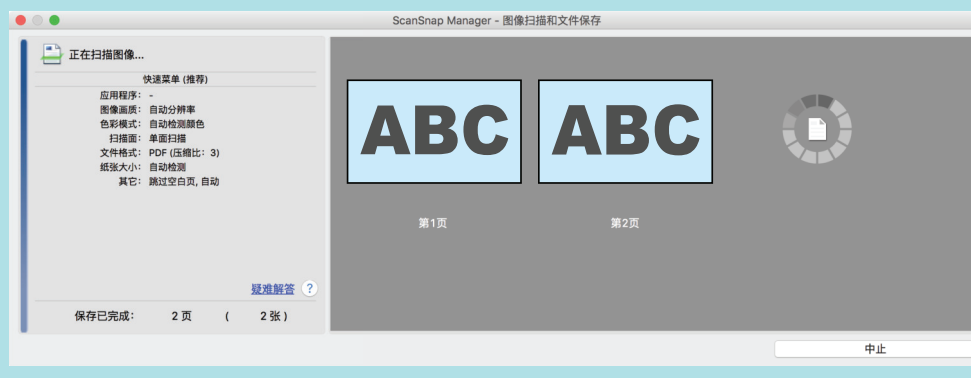 ScanSnap Manager - 图像扫描和文件保存
正在扫描图像...
快速菜单 (推荐)
应用程序: -
图像画质: 自动分辨率
色彩模式: 自动检测颜色
扫描面: 单面扫描
文件格式: PDF (压缩比: 3)
纸张大小: 自动检测
其它: 跳过空白页, 自动
疑难解答 ?
保存已完成: 2 页 ( 2 张 )
ABC ABC
第1页 第2页
中止